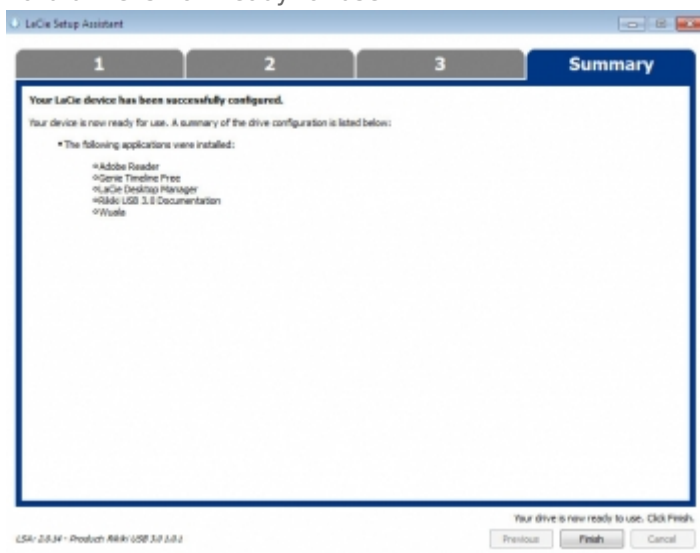 LaCie Setup Assistant
1 2 3 Summary
Your LaCie device has been successfully configured.
Your device is now ready for use. A summary of the drive configuration is listed below:
The following applications were installed:
Adobe Reader
Genie Timeline Free
LaCie Desktop Manager
Rikiki USB 3.0 Documentation
Wuala
Your drive is now ready to use. Click Finish.
LSA: - Product: Rikiki USB 3.0
Previous Finish Cancel